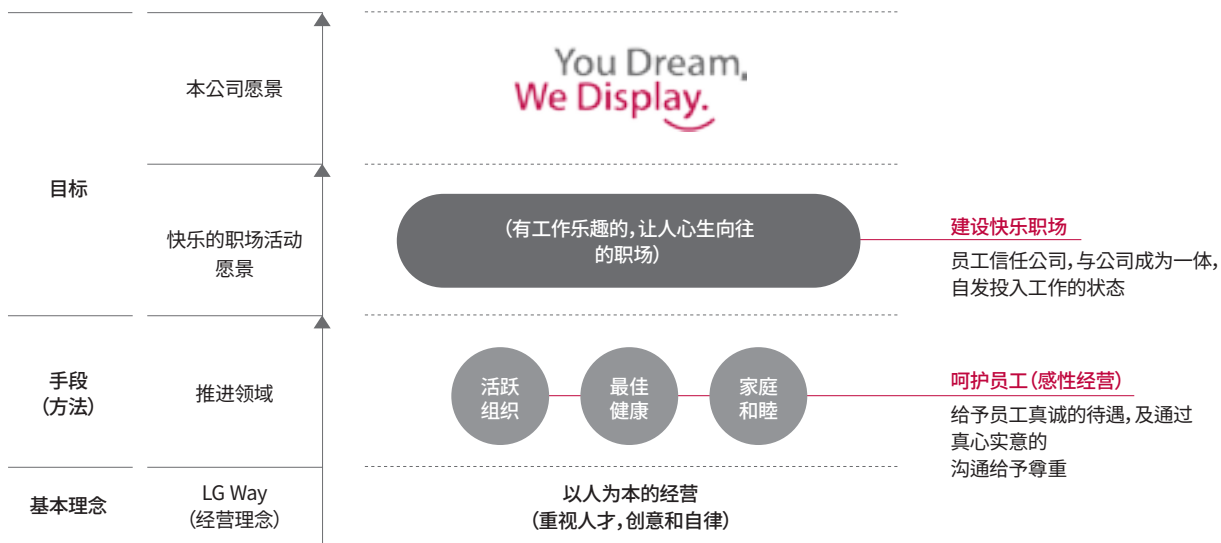 本公司愿景
You Dream,
We Display.
目标
快乐的职场活动
愿景
(有工作乐趣的,让人心生向往
的职场)
建设快乐职场
员工信任公司,与公司成为一体,
自发投入工作的状态
手段
(方法)
推进领域
活跃
组织
最佳
健康
家庭
和睦
呵护员工(感性经营)
给予员工真诚的待遇,及通过
真心实意的
沟通给予尊重
基本理念
LG Way
(经营理念)
以人为本的经营
(重视人才,创意和自律)